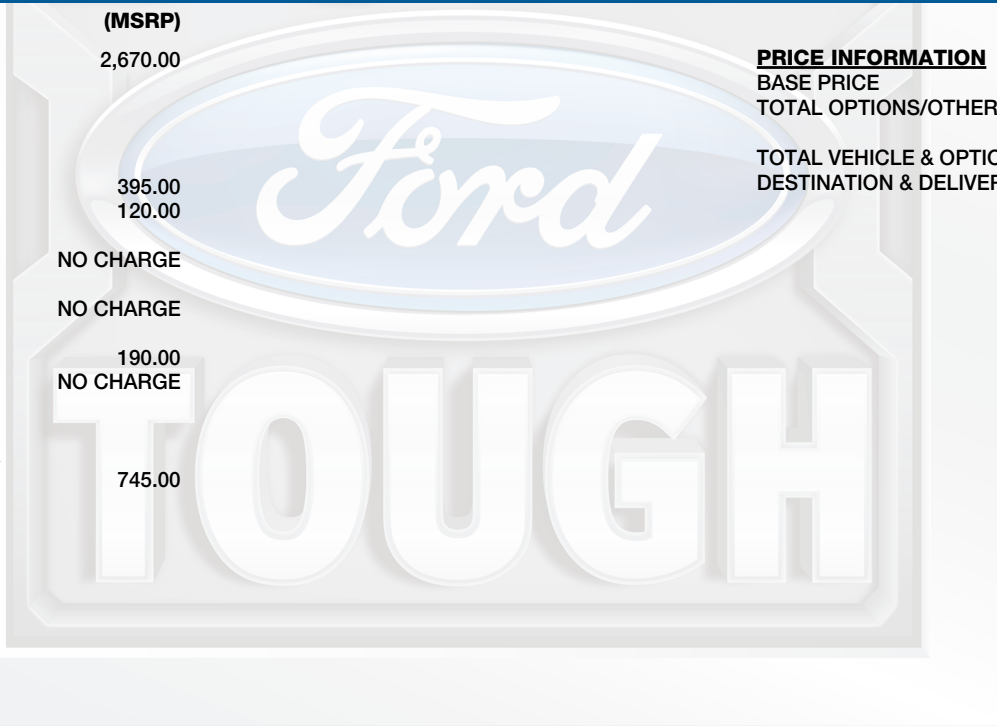 (MSRP)
2,670.00
395.00
120.00
NO CHARGE
NO CHARGE
190.00
NO CHARGE
745.00
PRICE INFORMATION
BASE PRICE
TOTAL OPTIONS/OTHER
TOTAL VEHICLE & OPTIO
DESTINATION & DELIVER
Ford
TOUGH